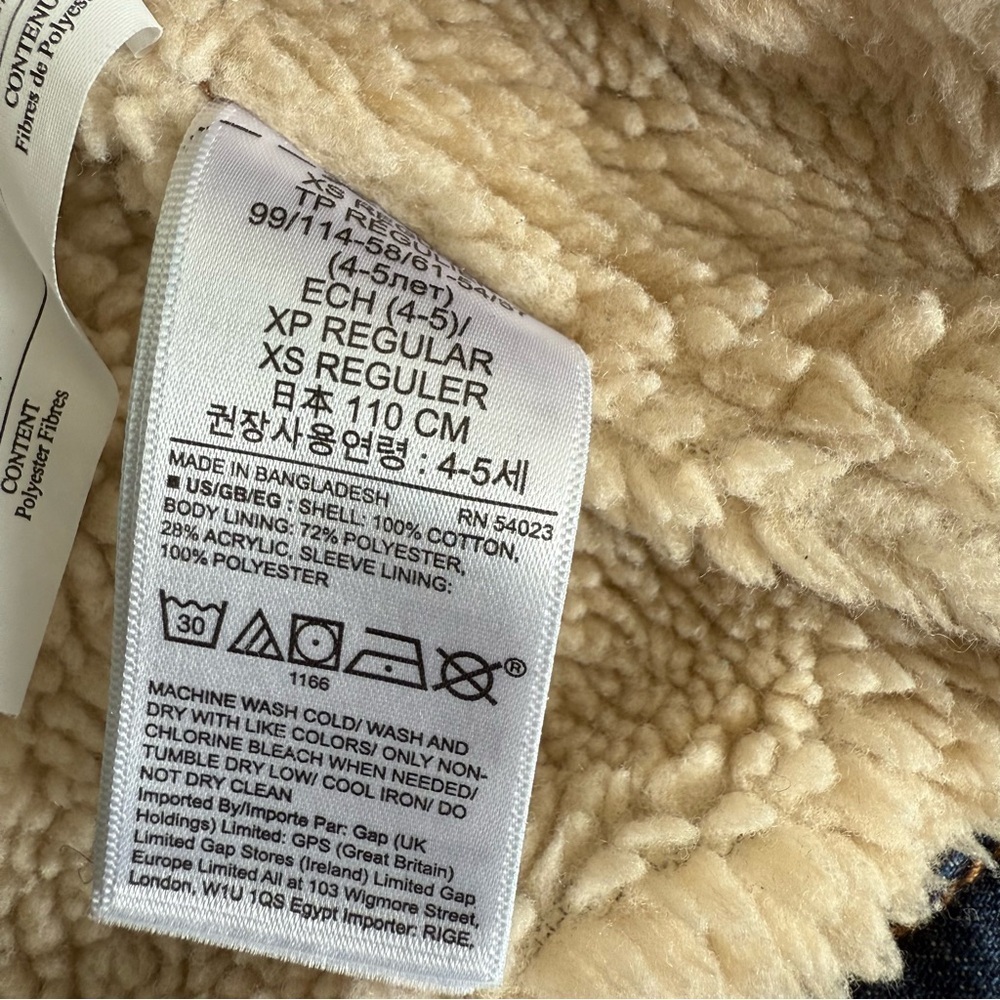 CONTENU
Fibres de Polyes
CONTENT
Polyester Fibres
XS
TP REGUL
99/114-58/61-54/
(4-5лет)
ECH (4-5)/
XP REGULAR
XS REGULER
日本 110 CM
권장사용연령 : 4-5세
MADE IN BANGLADESH
RN 54023
■ US/GB/EG : SHELL: 100% COTTON,
BODY LINING: 72% POLYESTER,
28% ACRYLIC, SLEEVE LINING:
100% POLYESTER
30
®
1166
MACHINE WASH COLD/ WASH AND
DRY WITH LIKE COLORS/ ONLY NON-
CHLORINE BLEACH WHEN NEEDED/
TUMBLE DRY LOW/ COOL IRON/ DO
NOT DRY CLEAN
Imported By/Importe Par: Gap (UK
Holdings) Limited: GPS (Great Britain)
Limited Gap Stores (Ireland) Limited Gap
Europe Limited All at 103 Wigmore Street,
London, W1U 1QS Egypt Importer: RIGE,